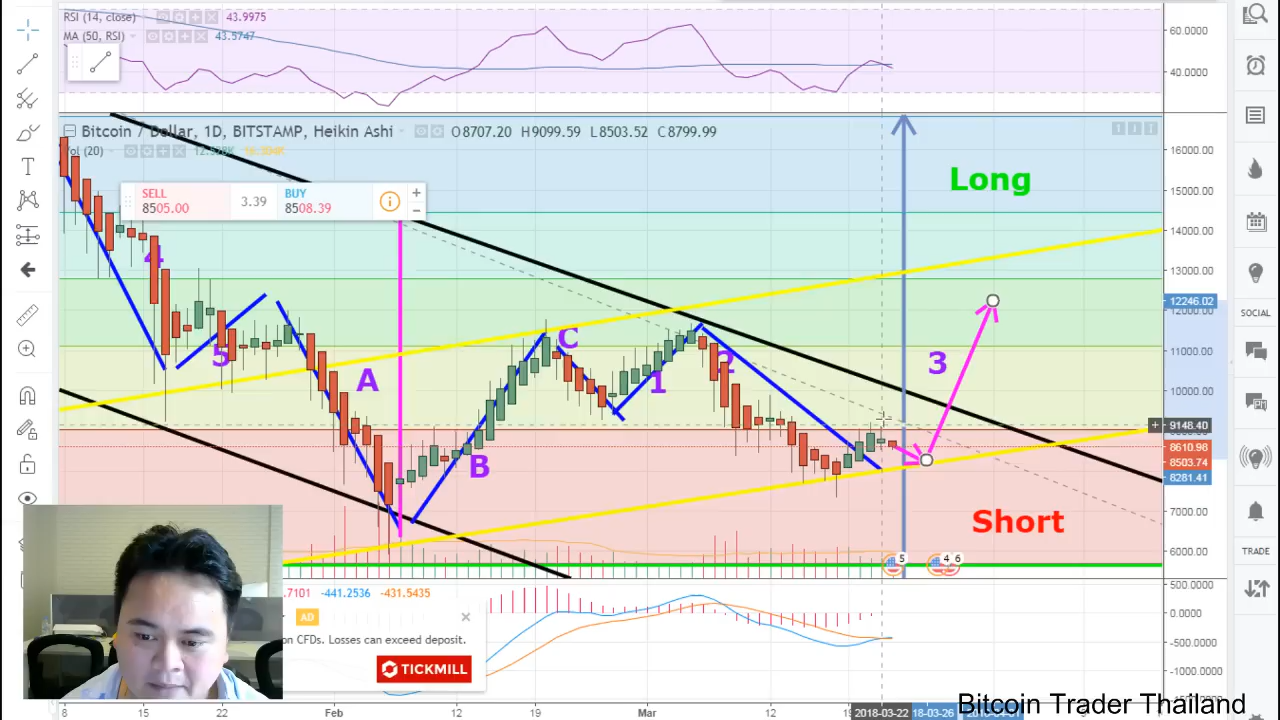 RSI (14, close) 43.9975
60.0000
MA (50, RSI) 43.5747
40.0000
Bitcoin / Dollar, 1D, BITSTAMP, Heikin Ashi O8707.20 H9099.59 L8503.52 C8799.99
16000.00
Long
SELL
8505.00
3.39
BUY
8508.39
15000.00
14000.00
4
13000.00
12246.02
12000.00
SOCIAL
11000.00
5
A
C
1
2
3
10000.00
9148.40
8610.98
8503.74
8281.41
B
7000.00
Short
6000.00
TRADE
5
4
6
500.0000
-441.2536 -431.5435
0.0000
AD
on CFDs. Losses can exceed deposit.
-500.0000
TICKMILL
-1000.0000
8 15 22 Feb 12 19 Mar 12 2018-03-22
Bitcoin Trader Thailand